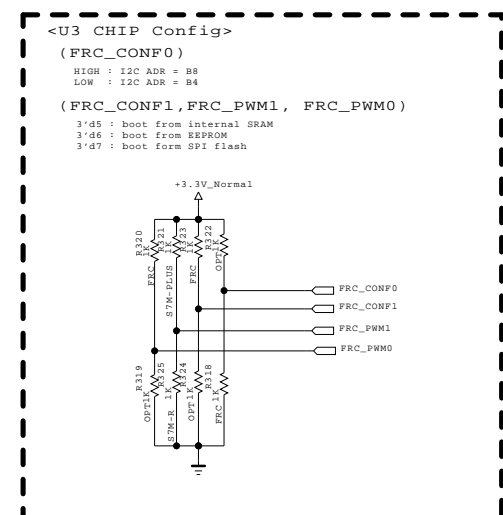 <U3 CHIP Config>
(FRC_CONF0)
HIGH : I2C ADR = B8
LOW : I2C ADR = B4
(FRC_CONF1,FRC_PWM1, FRC_PWM0)
3'd5 : boot from internal SRAM
3'd6 : boot from EEPROM
3'd7 : boot form SPI flash
+3.3V_Normal
R320
1K
FRC
R321
1K
S7M-PLUS
R323
1K
FRC
R322
1K
OPT
FRC_CONF0
FRC_CONF1
FRC_PWM1
FRC_PWM0
R319
1K
OPT
R325
1K
S7M-R
R324
1K
OPT
R318
1K
FRC